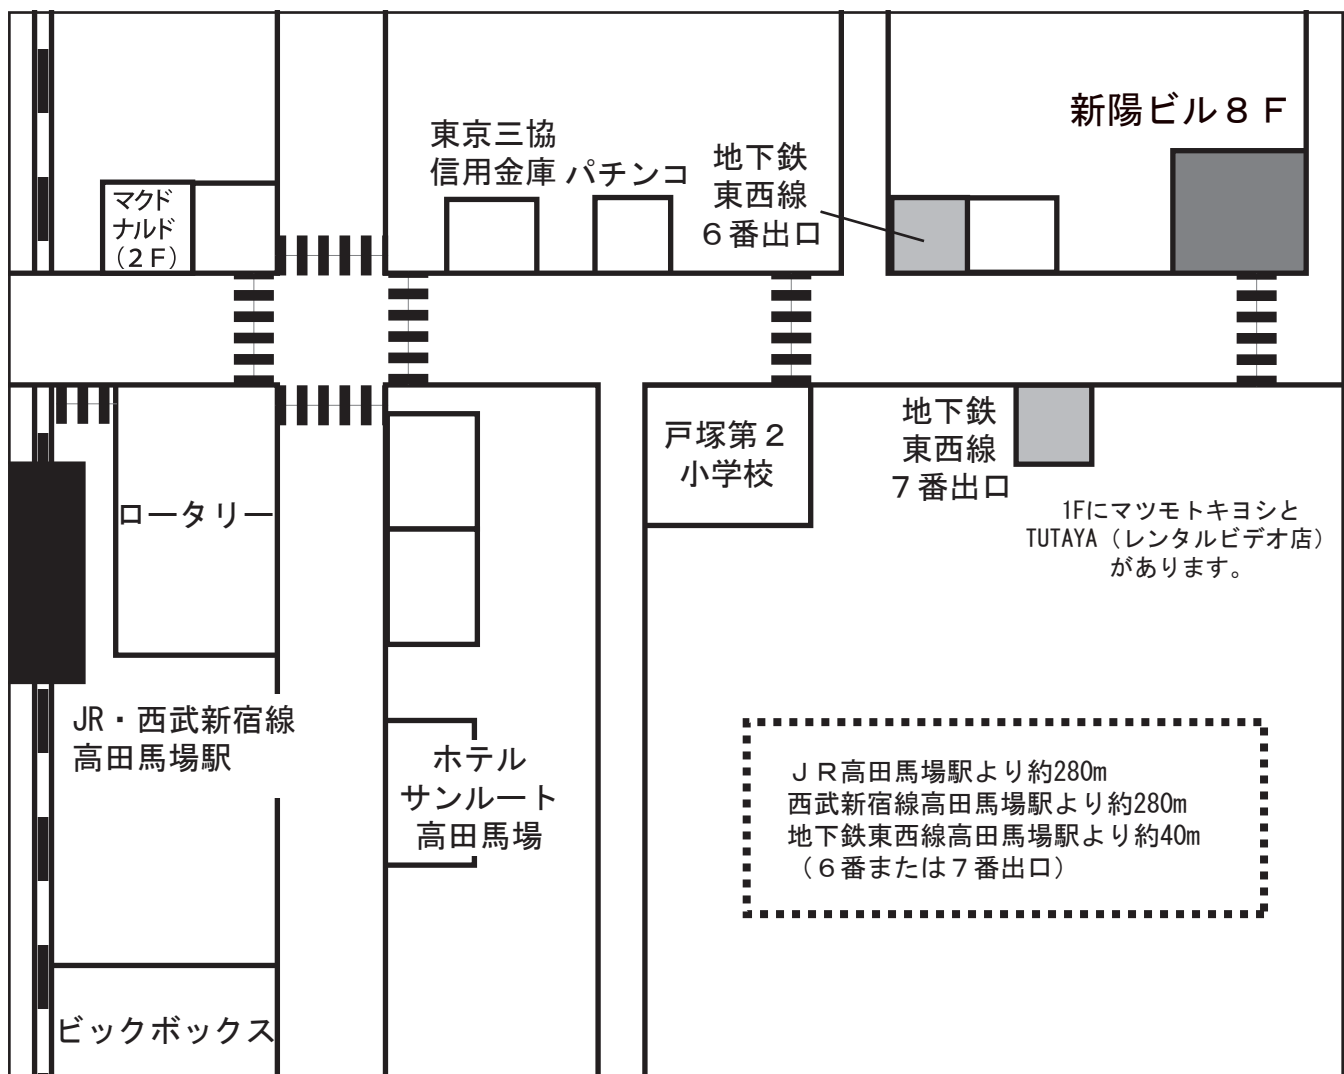 新陽ビル８Ｆ
東京三協
信用金庫
パチンコ
地下鉄
東西線
６番出口
マクド
ナルド
（２Ｆ）
戸塚第２
小学校
地下鉄
東西線
７番出口
ロータリー
1Fにマツモトキヨシと
TUTAYA（レンタルビデオ店）
があります。
JR・西武新宿線
高田馬場駅
ホテル
サンルート
高田馬場
ＪＲ高田馬場駅より約280m
西武新宿線高田馬場駅より約280m
地下鉄東西線高田馬場駅より約40m
（６番または７番出口）
ビックボックス